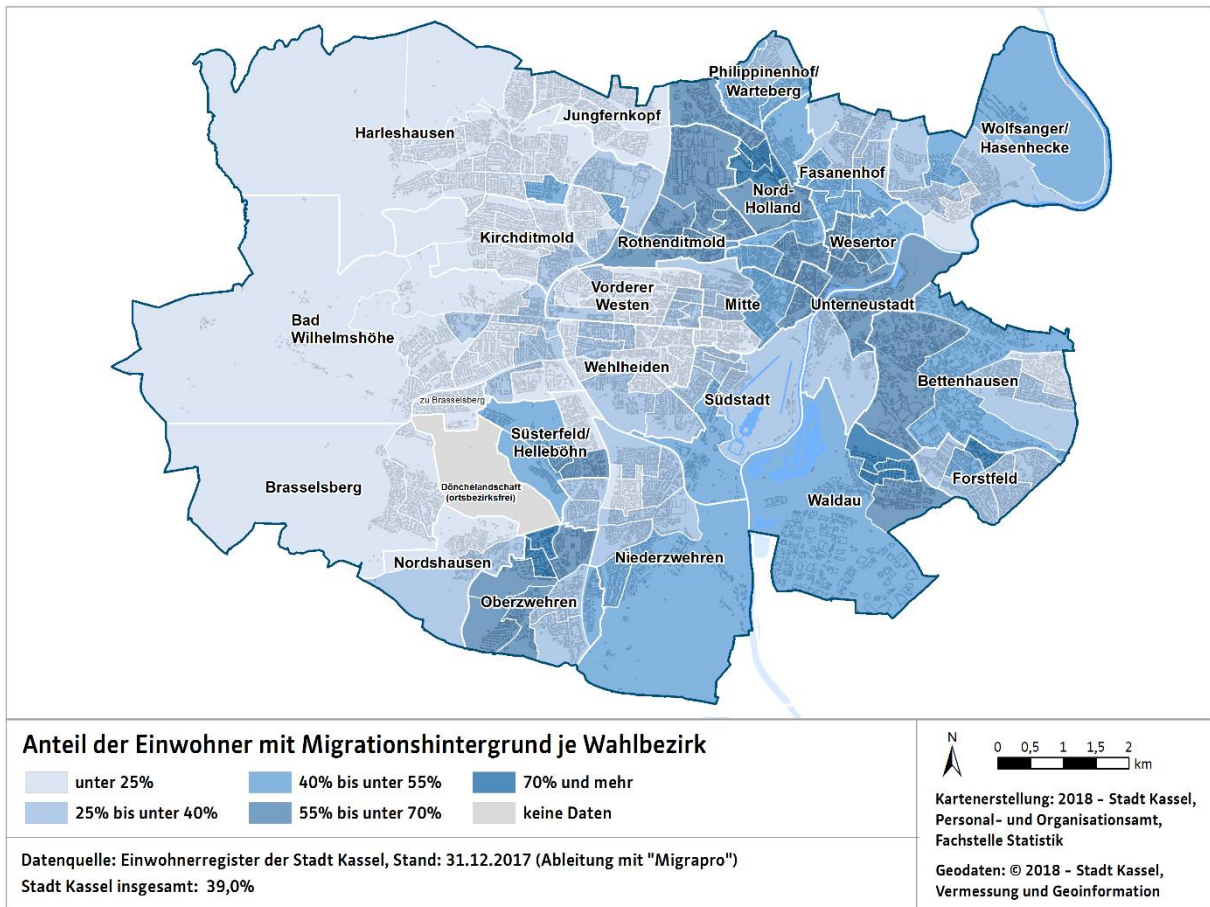 Philippinenhof/
Warteberg
Jungfernkopf
Harleshausen
Wolfsanger/
Hasenhecke
Fasanenhof
Nord-
Holland
Kirchditmold
Rothenditmold
Wesertor
Vorderer
Westen
Mitte
Unterneustadt
Bad
Wilhelmshöhe
Wehlheiden
Bettenhausen
zu Brasselsberg
Südstadt
Süsterfeld/
Helleböhn
Brasselsberg
Dönchelandschaft
(ortsbezirksfrei)
Forstfeld
Waldau
Nordshausen
Niederzwehren
Oberzwehren
Anteil der Einwohner mit Migrationshintergrund je Wahlbezirk
unter 25%
40% bis unter 55%
70% und mehr
25% bis unter 40%
55% bis unter 70%
keine Daten
Datenquelle: Einwohnerregister der Stadt Kassel, Stand: 31.12.2017 (Ableitung mit "Migrapro")
Stadt Kassel insgesamt: 39,0%
N
0 0,5 1 1,5 2
km
Kartenerstellung: 2018 - Stadt Kassel,
Personal- und Organisationsamt,
Fachstelle Statistik
Geodaten: © 2018 - Stadt Kassel,
Vermessung und Geoinformation